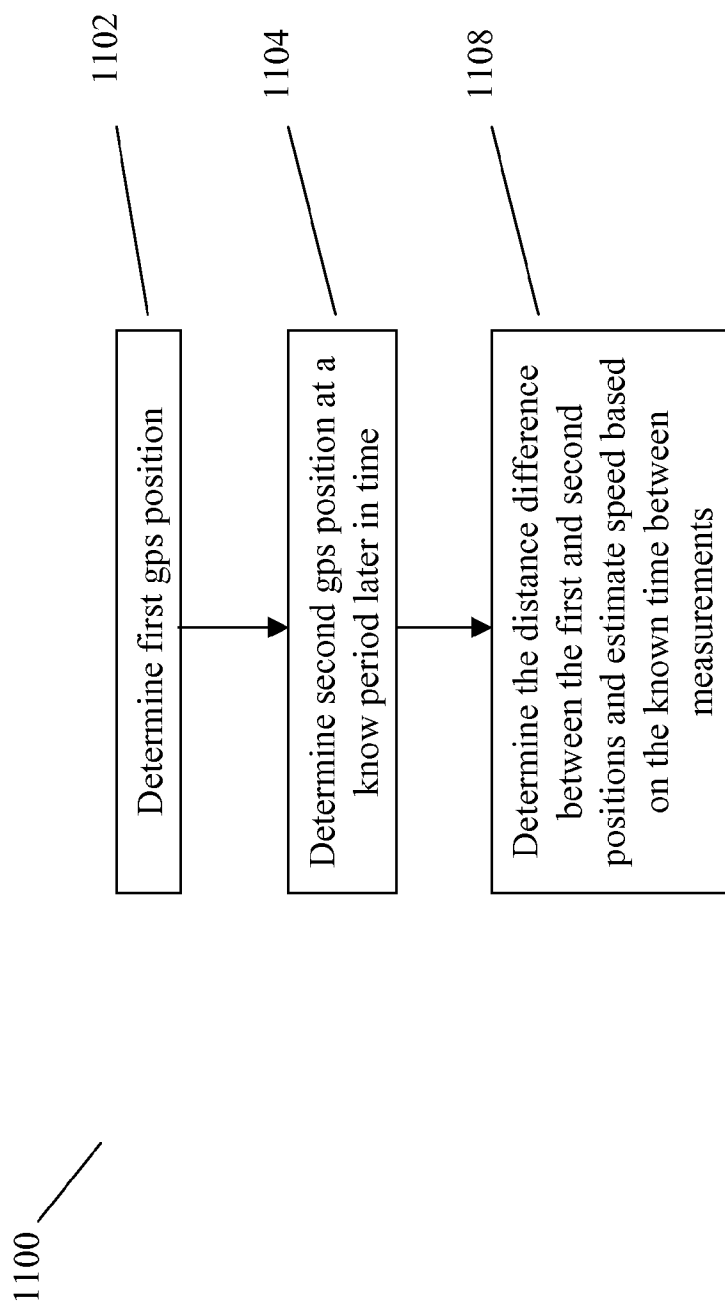 1100
1102
Determine first gps position
1104
Determine second gps position at a
know period later in time
1108
Determine the distance difference
between the first and second
positions and estimate speed based
on the known time between
measurements